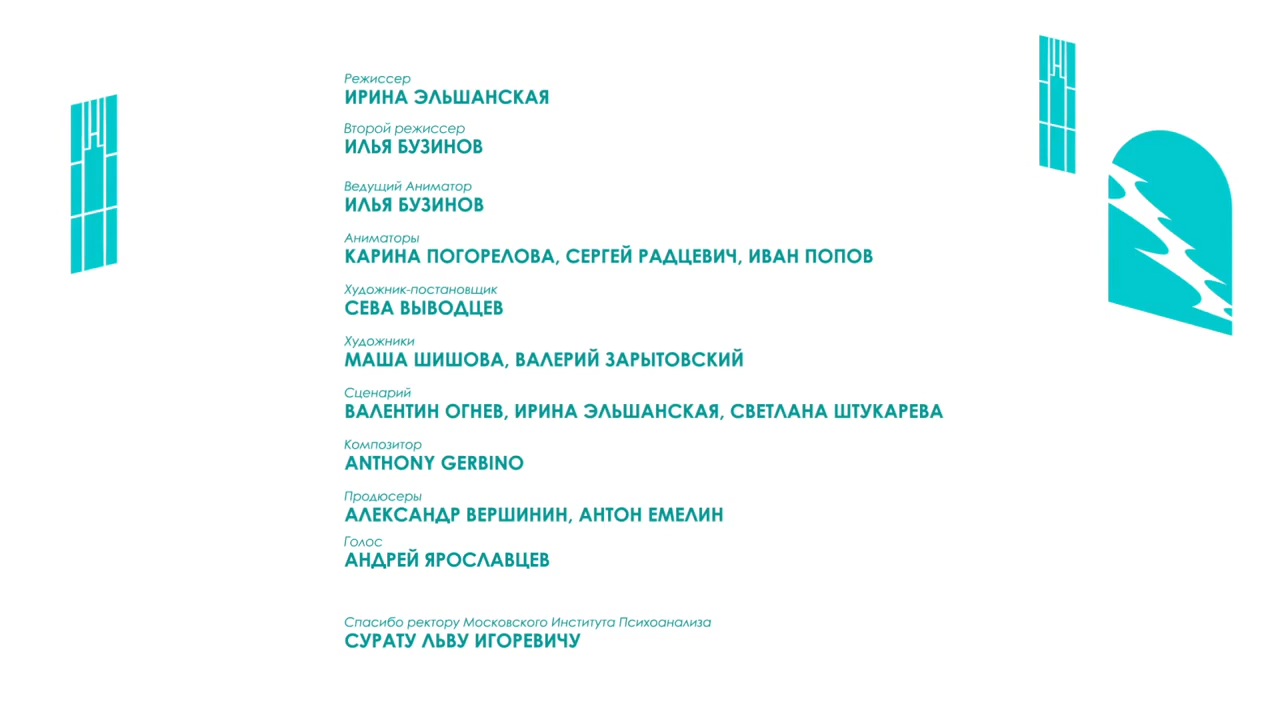 Режиссер
ИРИНА ЭЛЬШАНСКАЯ
Второй режиссер
ИЛЬЯ БУЗИНОВ
Ведущий Аниматор
ИЛЬЯ БУЗИНОВ
Аниматоры
КАРИНА ПОГОРЕЛОВА, СЕРГЕЙ РАДЦЕВИЧ, ИВАН ПОПОВ
Художник-постановщик
СЕВА ВЫВОДЦЕВ
Художники
МАША ШИШОВА, ВАЛЕРИЙ ЗАРЫТОВСКИЙ
Сценарий
ВАЛЕНТИН ОГНЕВ, ИРИНА ЭЛЬШАНСКАЯ, СВЕТЛАНА ШТУКАРЕВА
Композитор
ANTHONY GERBINO
Продюсеры
АЛЕКСАНДР ВЕРШИНИН, АНТОН ЕМЕЛИН
Голос
АНДРЕЙ ЯРОСЛАВЦЕВ
Спасибо ректору Московского Института Психоанализа
СУРАТУ ЛЬВУ ИГОРЕВИЧУ